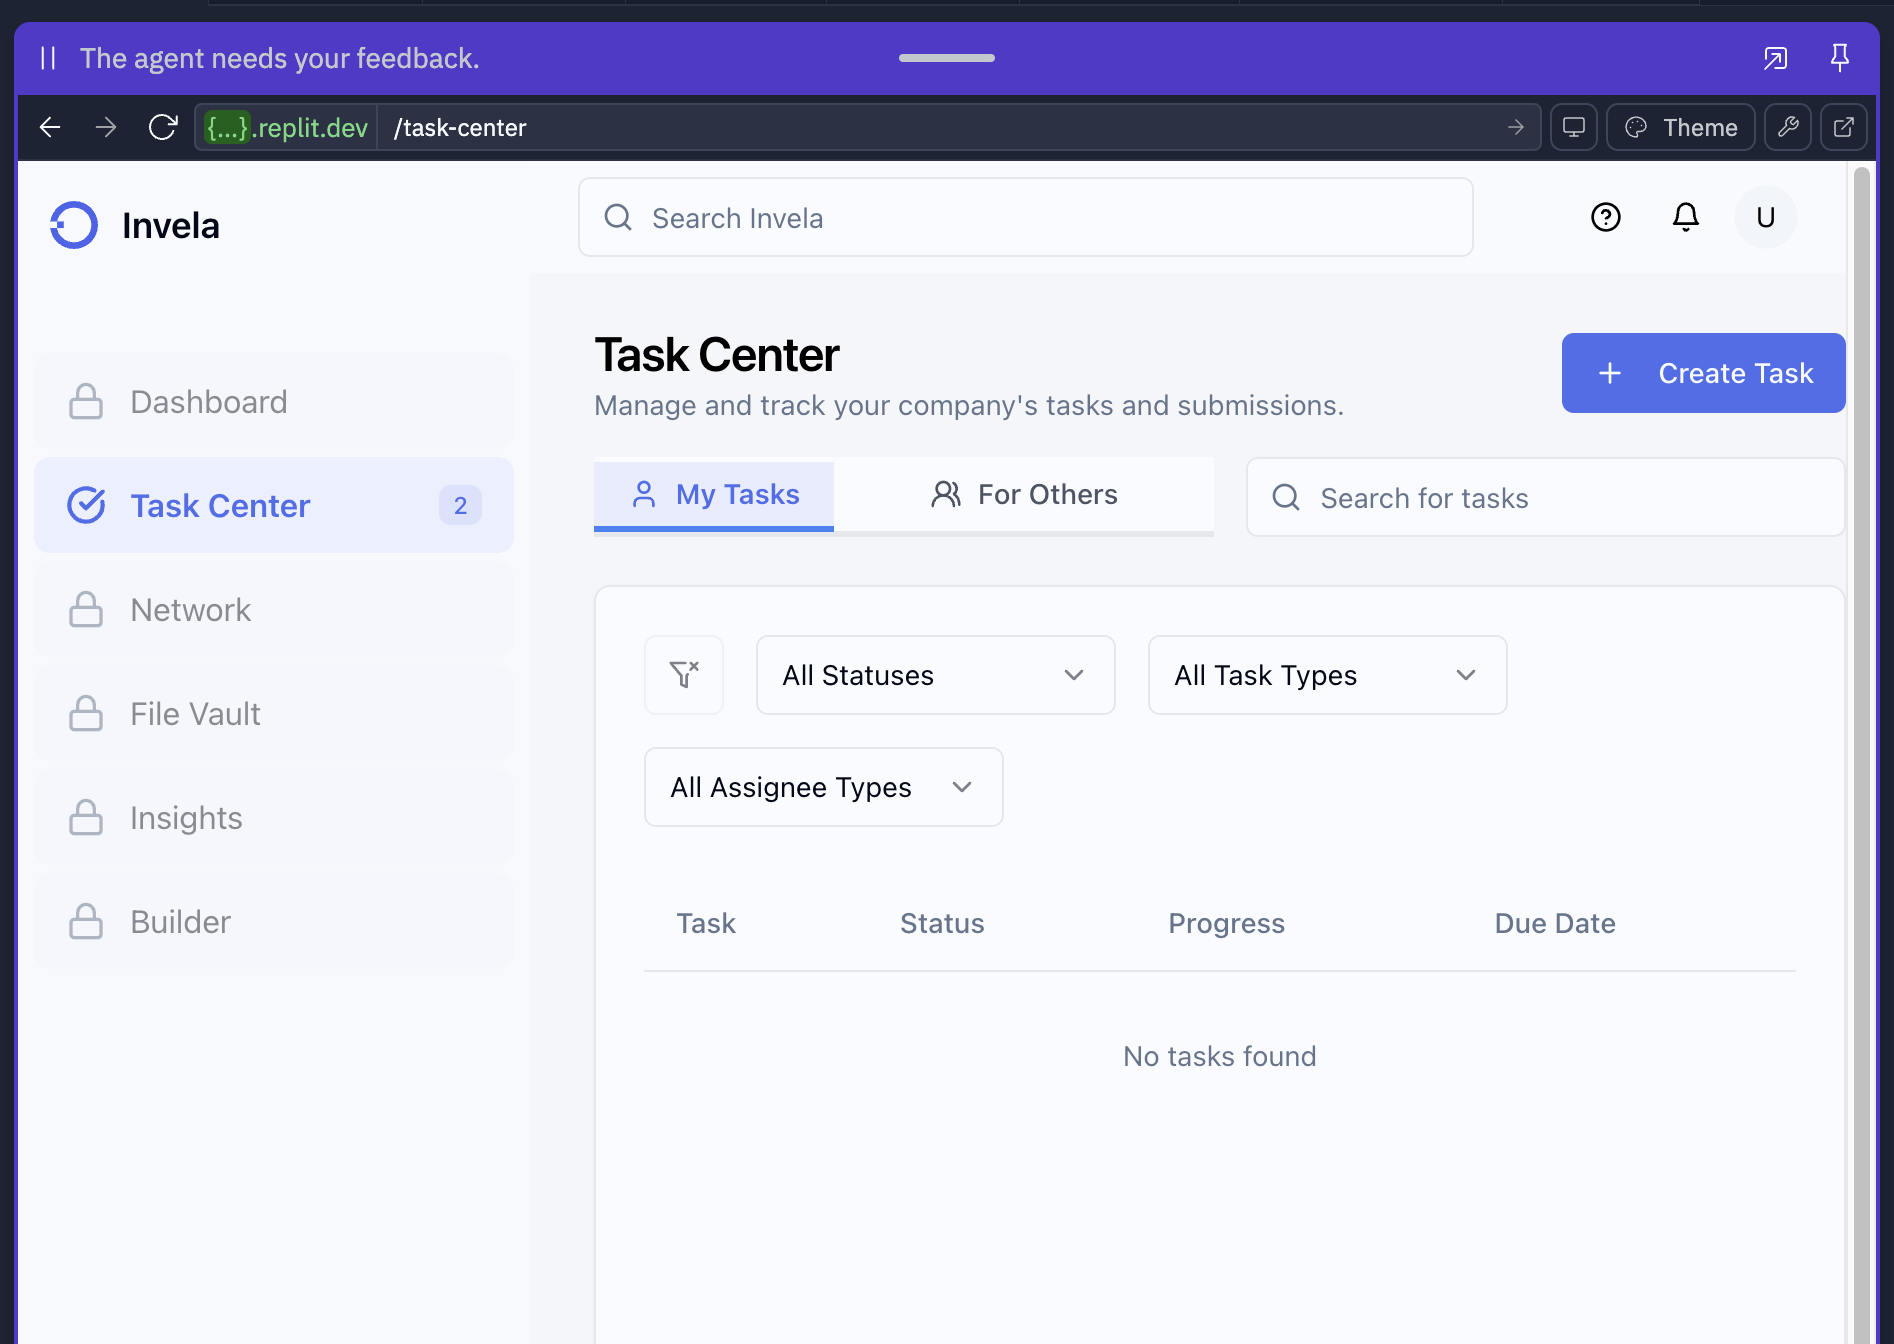 The agent needs your feedback.
{...}.replit.dev /task-center
Theme
Invela
Search Invela
U
Dashboard
Task Center 2
Network
File Vault
Insights
Builder
Task Center
Manage and track your company's tasks and submissions.
Create Task
My Tasks
For Others
Search for tasks
All Statuses
All Task Types
All Assignee Types
Task Status Progress Due Date
No tasks found